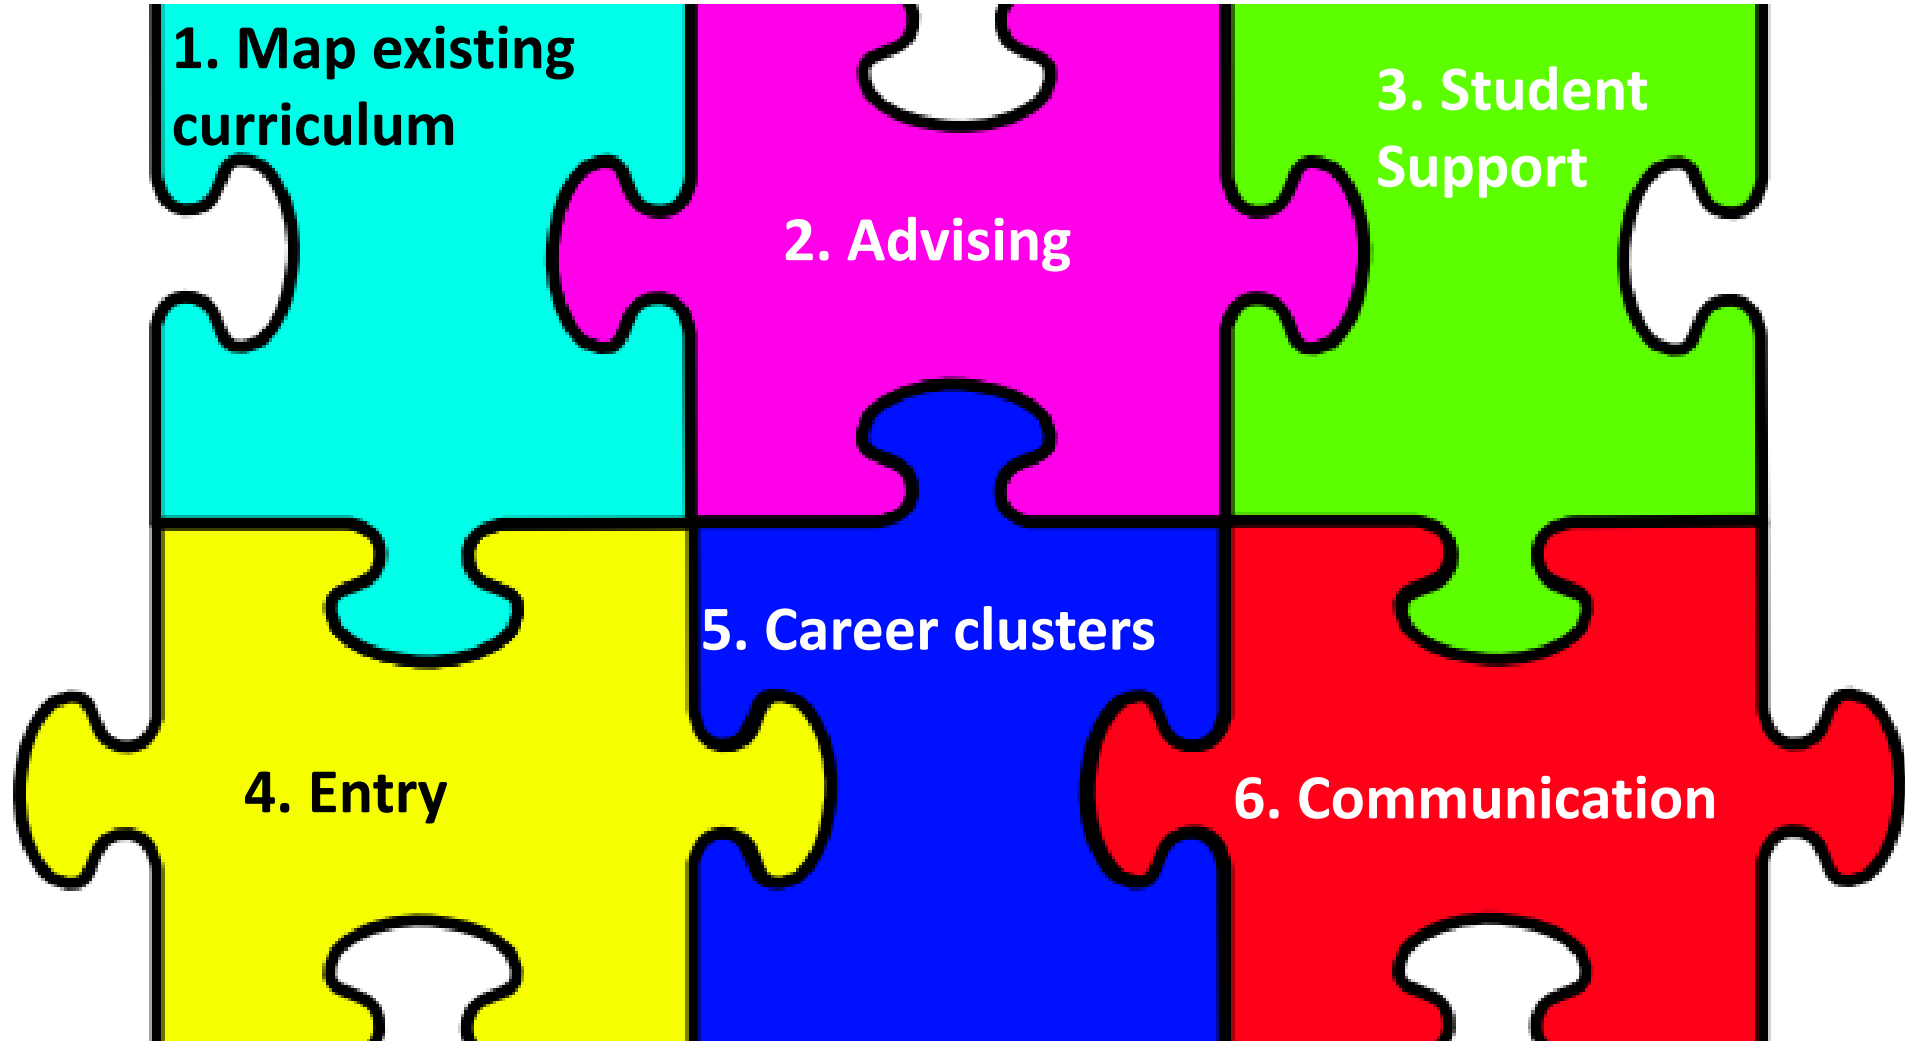 1. Map existing
curriculum
2. Advising
3. Student
Support
4. Entry
5. Career clusters
6. Communication